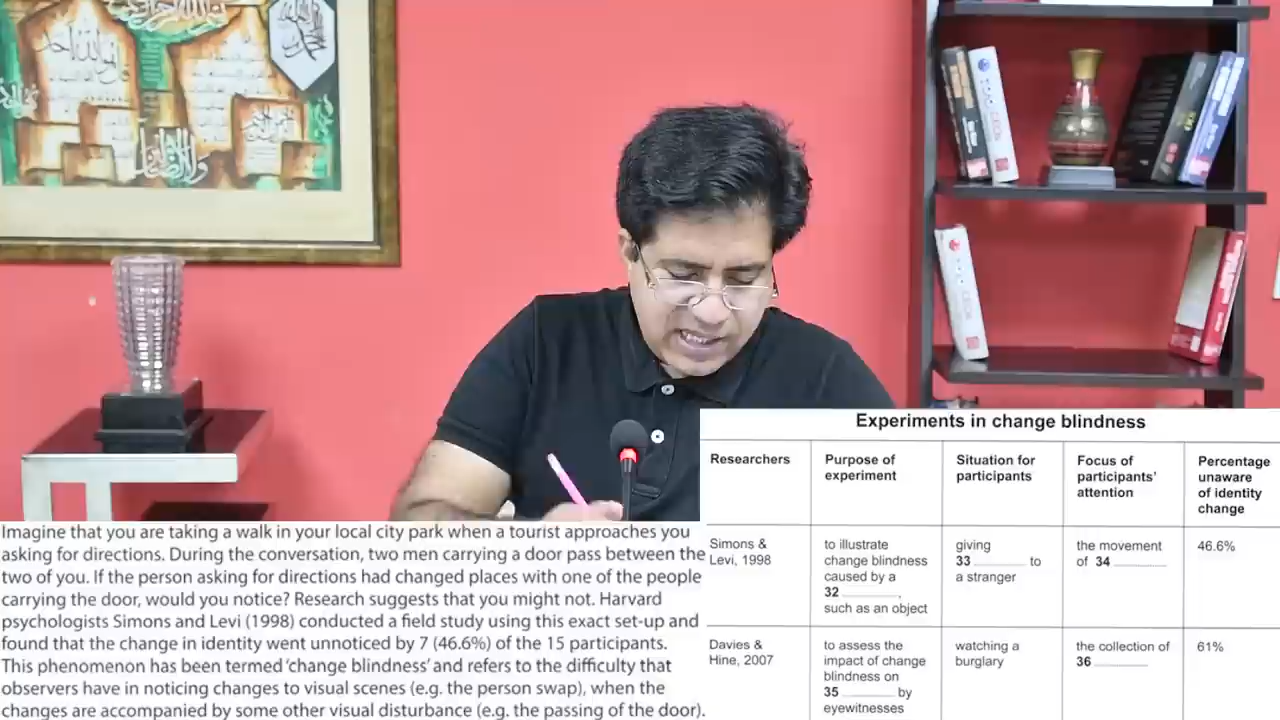 Experiments in change blindness
Researchers
Purpose of
experiment
Situation for
participants
Focus of
participants'
attention
Percentage
unaware
of identity
change
Simons &
Levi, 1998
to illustrate
change blindness
caused by a
32 ________,
such as an object
giving
33 ________ to
a stranger
the movement
of 34 ________
46.6%
Davies &
Hine, 2007
to assess the
impact of change
blindness on
35 ________ by
eyewitnesses
watching a
burglary
the collection of
36 ________
61%
Imagine that you are taking a walk in your local city park when a tourist approaches you
asking for directions. During the conversation, two men carrying a door pass between the
two of you. If the person asking for directions had changed places with one of the people
carrying the door, would you notice? Research suggests that you might not. Harvard
psychologists Simons and Levi (1998) conducted a field study using this exact set-up and
found that the change in identity went unnoticed by 7 (46.6%) of the 15 participants.
This phenomenon has been termed 'change blindness' and refers to the difficulty that
observers have in noticing changes to visual scenes (e.g. the person swap), when the
changes are accompanied by some other visual disturbance (e.g. the passing of the door).